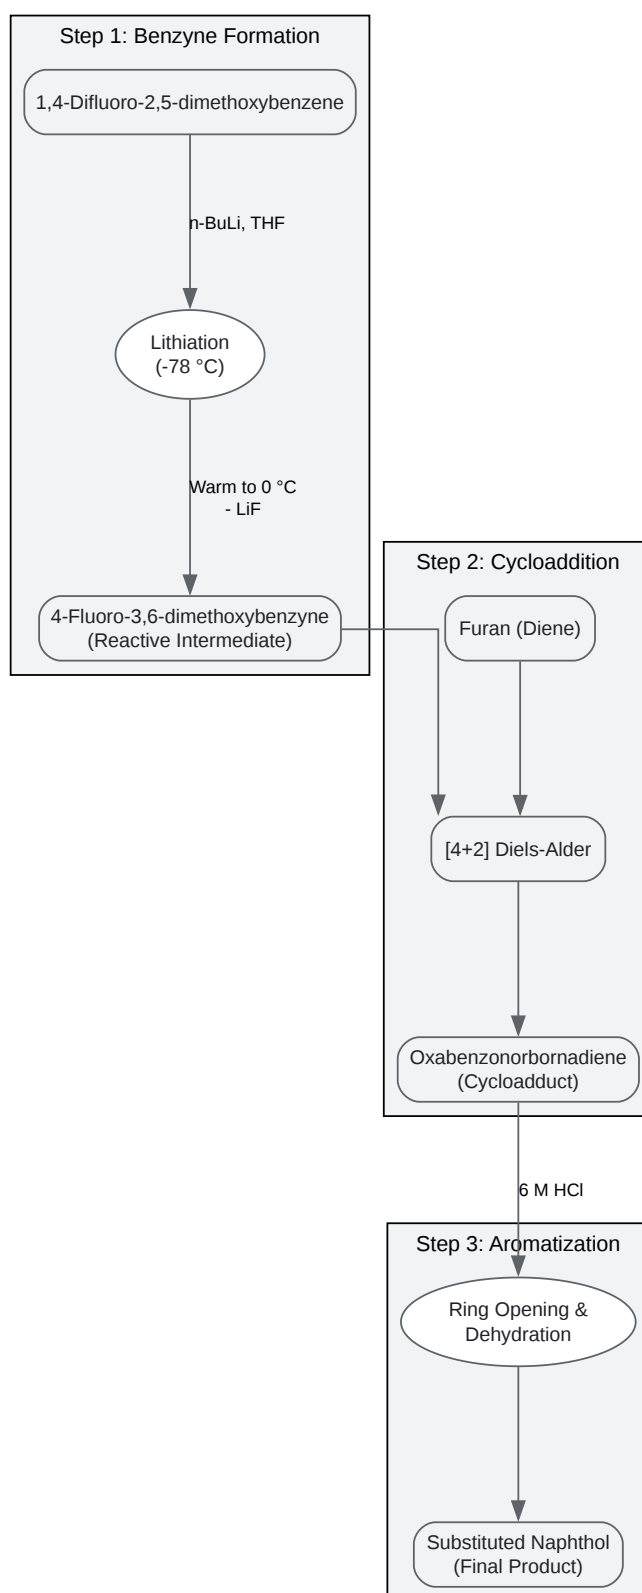 Step 1: Benzyne Formation
1,4-Difluoro-2,5-dimethoxybenzene
n-BuLi, THF
Lithiation
(-78 °C)
Warm to 0 °C
- LiF
4-Fluoro-3,6-dimethoxybenzyne
(Reactive Intermediate)
Step 2: Cycloaddition
Furan (Diene)
[4+2] Diels-Alder
Oxabenzonorbornadiene
(Cycloadduct)
6 M HCl
Step 3: Aromatization
Ring Opening &
Dehydration
Substituted Naphthol
(Final Product)